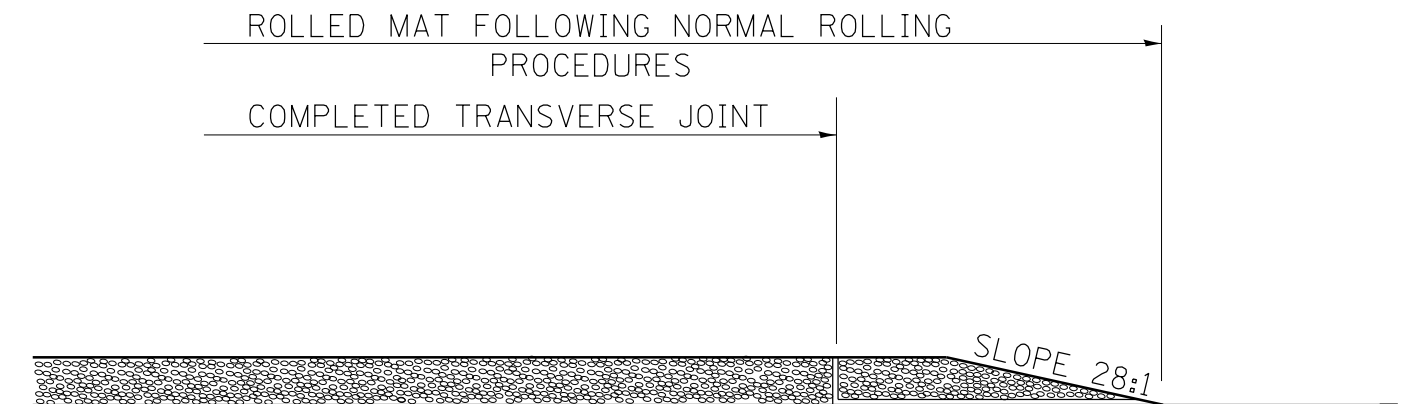 ROLLED MAT FOLLOWING NORMAL ROLLING
PROCEDURES
COMPLETED TRANSVERSE JOINT
SLOPE 28:1